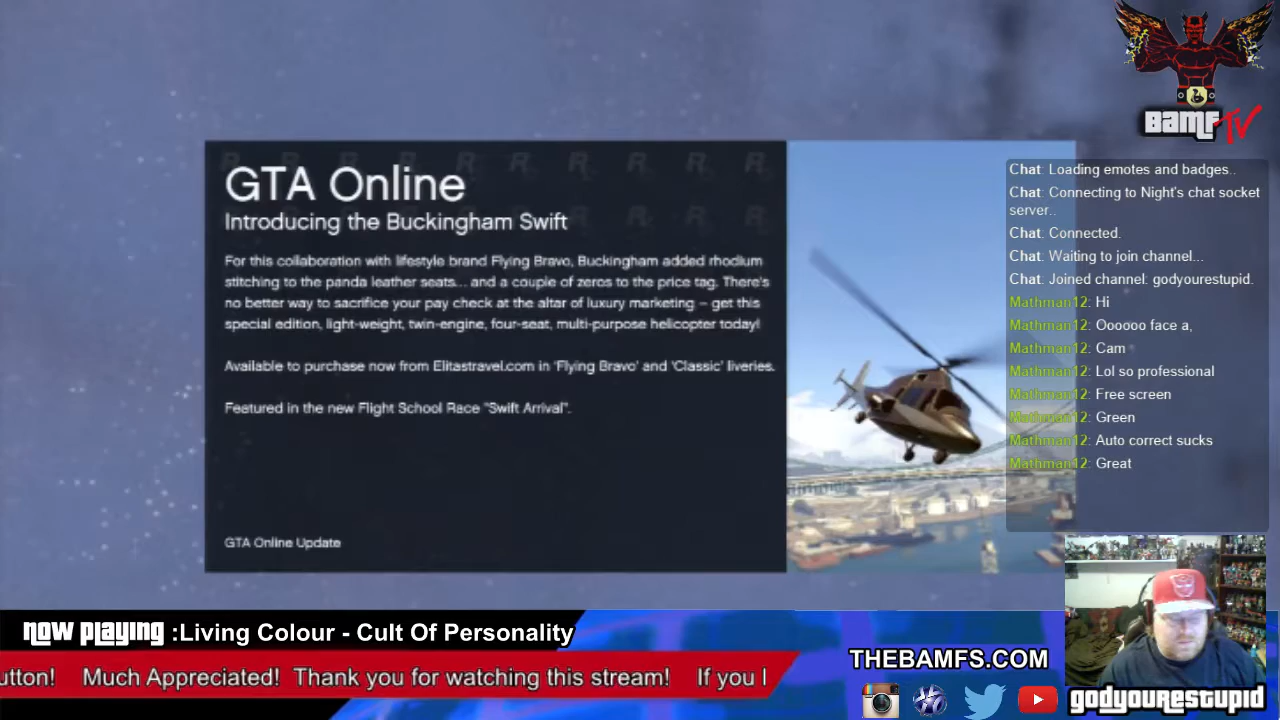 BAMF TV
GTA Online
Introducing the Buckingham Swift
For this collaboration with lifestyle brand Flying Bravo, Buckingham added rhodium
stitching to the panda leather seats... and a couple of zeros to the price tag. There's
no better way to sacrifice your pay check at the altar of luxury marketing – get this
special edition, light-weight, twin-engine, four-seat, multi-purpose helicopter today!
Available to purchase now from Elitastravel.com in 'Flying Bravo' and 'Classic' liveries.
Featured in the new Flight School Race "Swift Arrival".
GTA Online Update
Chat: Loading emotes and badges..
Chat: Connecting to Night's chat socket
server..
Chat: Connected.
Chat: Waiting to join channel...
Chat: Joined channel: godyourestupid.
Mathman12: Hi
Mathman12: Oooooo face a,
Mathman12: Cam
Mathman12: Lol so professional
Mathman12: Free screen
Mathman12: Green
Mathman12: Auto correct sucks
Mathman12: Great
now playing :Living Colour - Cult Of Personality
utton! Much Appreciated! Thank you for watching this stream! If you l
THEBAMFS.COM
godyourestupid